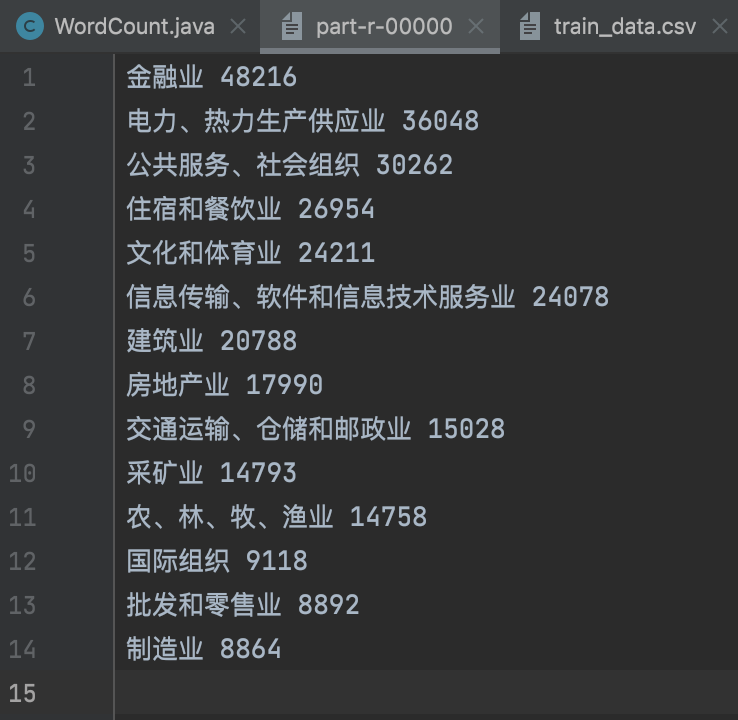 WordCount.java part-r-00000 train_data.csv
1 金融业 48216
2 电力、热力生产供应业 36048
3 公共服务、社会组织 30262
4 住宿和餐饮业 26954
5 文化和体育业 24211
6 信息传输、软件和信息技术服务业 24078
7 建筑业 20788
8 房地产业 17990
9 交通运输、仓储和邮政业 15028
10 采矿业 14793
11 农、林、牧、渔业 14758
12 国际组织 9118
13 批发和零售业 8892
14 制造业 8864
15